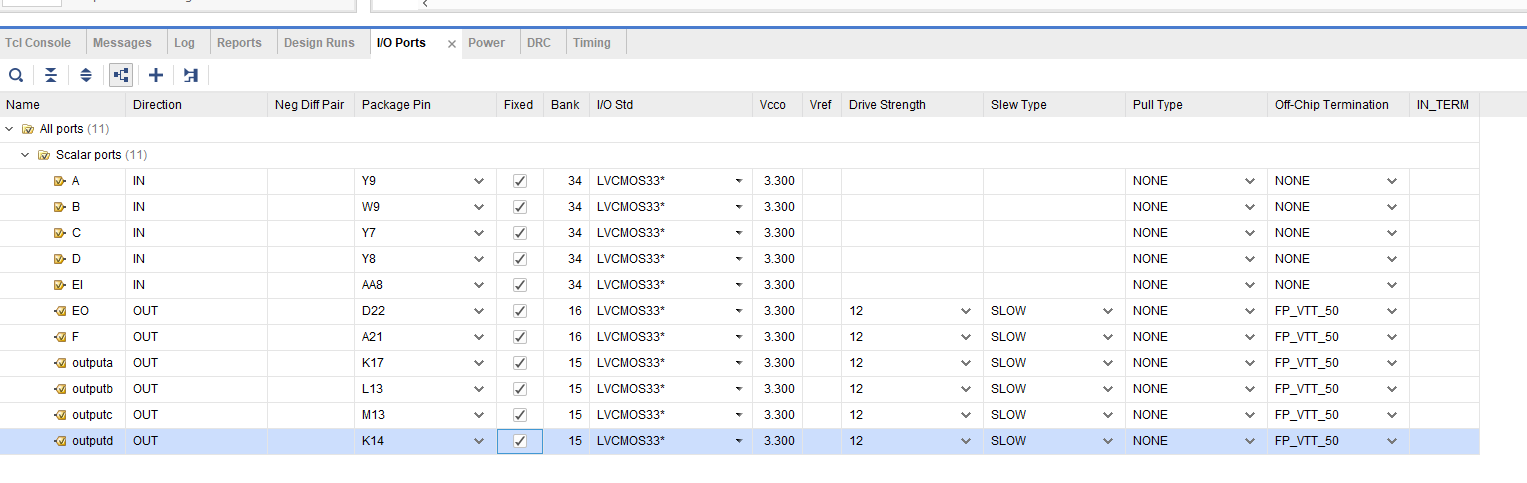 Tcl Console Messages Log Reports Design Runs I/O Ports × Power DRC Timing
Name Direction Neg Diff Pair Package Pin Fixed Bank I/O Std Vcco Vref Drive Strength Slew Type Pull Type Off-Chip Termination IN_TERM
All ports (11)
Scalar ports (11)
A IN Y9 34 LVCMOS33* 3.300 NONE NONE
B IN W9 34 LVCMOS33* 3.300 NONE NONE
C IN Y7 34 LVCMOS33* 3.300 NONE NONE
D IN Y8 34 LVCMOS33* 3.300 NONE NONE
EI IN AA8 34 LVCMOS33* 3.300 NONE NONE
EO OUT D22 16 LVCMOS33* 3.300 12 SLOW NONE FP_VTT_50
F OUT A21 16 LVCMOS33* 3.300 12 SLOW NONE FP_VTT_50
outputa OUT K17 15 LVCMOS33* 3.300 12 SLOW NONE FP_VTT_50
outputb OUT L13 15 LVCMOS33* 3.300 12 SLOW NONE FP_VTT_50
outputc OUT M13 15 LVCMOS33* 3.300 12 SLOW NONE FP_VTT_50
outputd OUT K14 15 LVCMOS33* 3.300 12 SLOW NONE FP_VTT_50